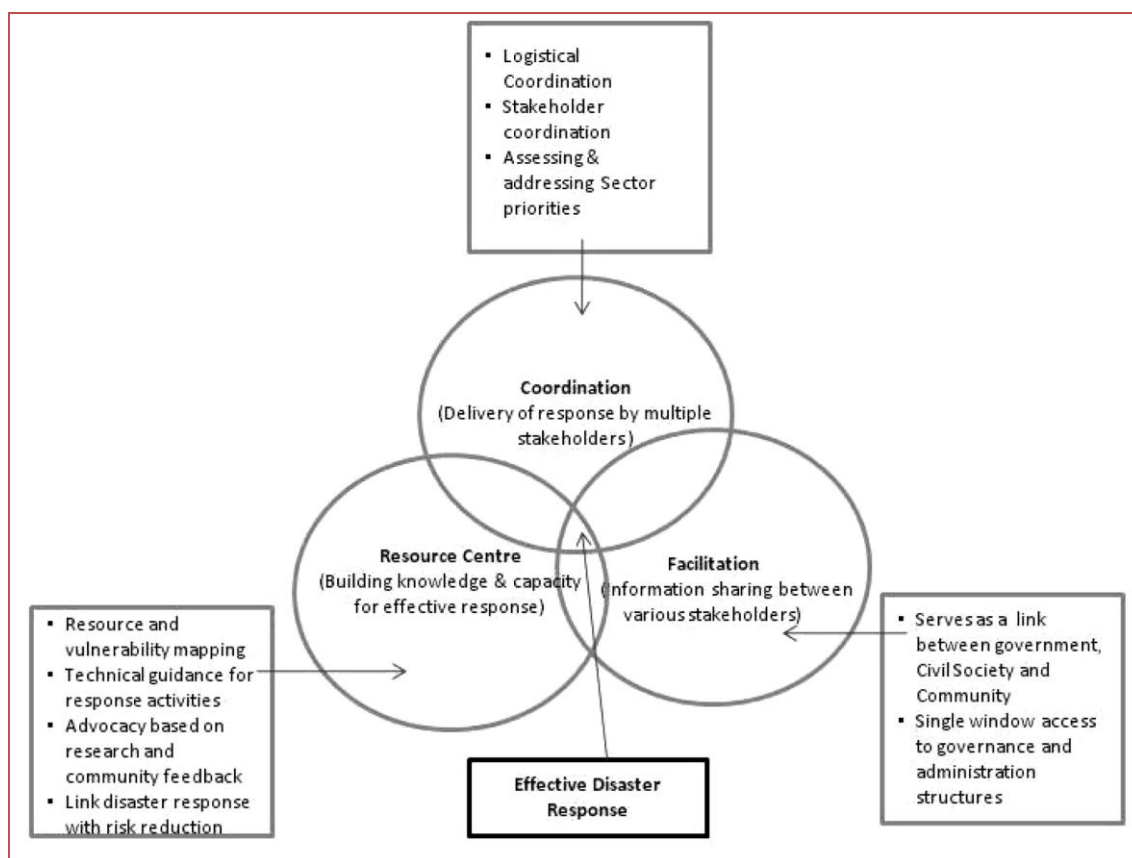 ▪ Logistical
Coordination
▪ Stakeholder
coordination
▪ Assessing &
addressing Sector
priorities
Coordination
(Delivery of response by multiple
stakeholders)
Resource Centre
(Building knowledge & capacity
for effective response)
Facilitation
(Information sharing between
various stakeholders)
▪ Resource and
vulnerability mapping
▪ Technical guidance for
response activities
▪ Advocacy based on
research and
community feedback
▪ Link disaster response
with risk reduction
Effective Disaster
Response
▪ Serves as a link
between government,
Civil Society and
Community
▪ Single window access
to governance and
administration
structures